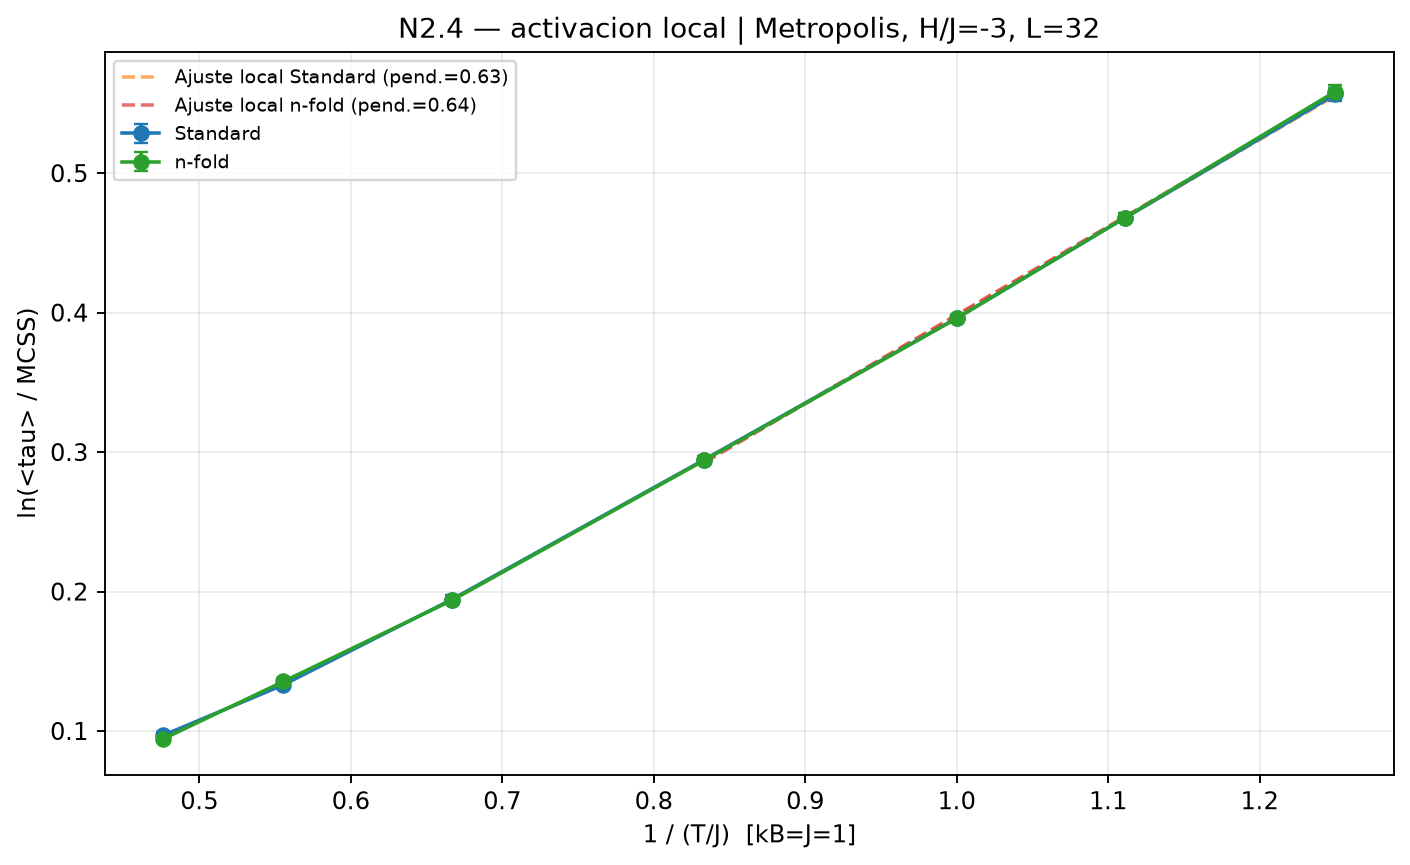 N2.4 — activacion local | Metropolis, H/J=-3, L=32
Ajuste local Standard (pend.=0.63)
Ajuste local n-fold (pend.=0.64)
Standard
n-fold
ln(<tau> / MCSS)
0.5
0.4
0.3
0.2
0.1
0.5 0.6 0.7 0.8 0.9 1.0 1.1 1.2
1 / (T/J)  [kB=J=1]